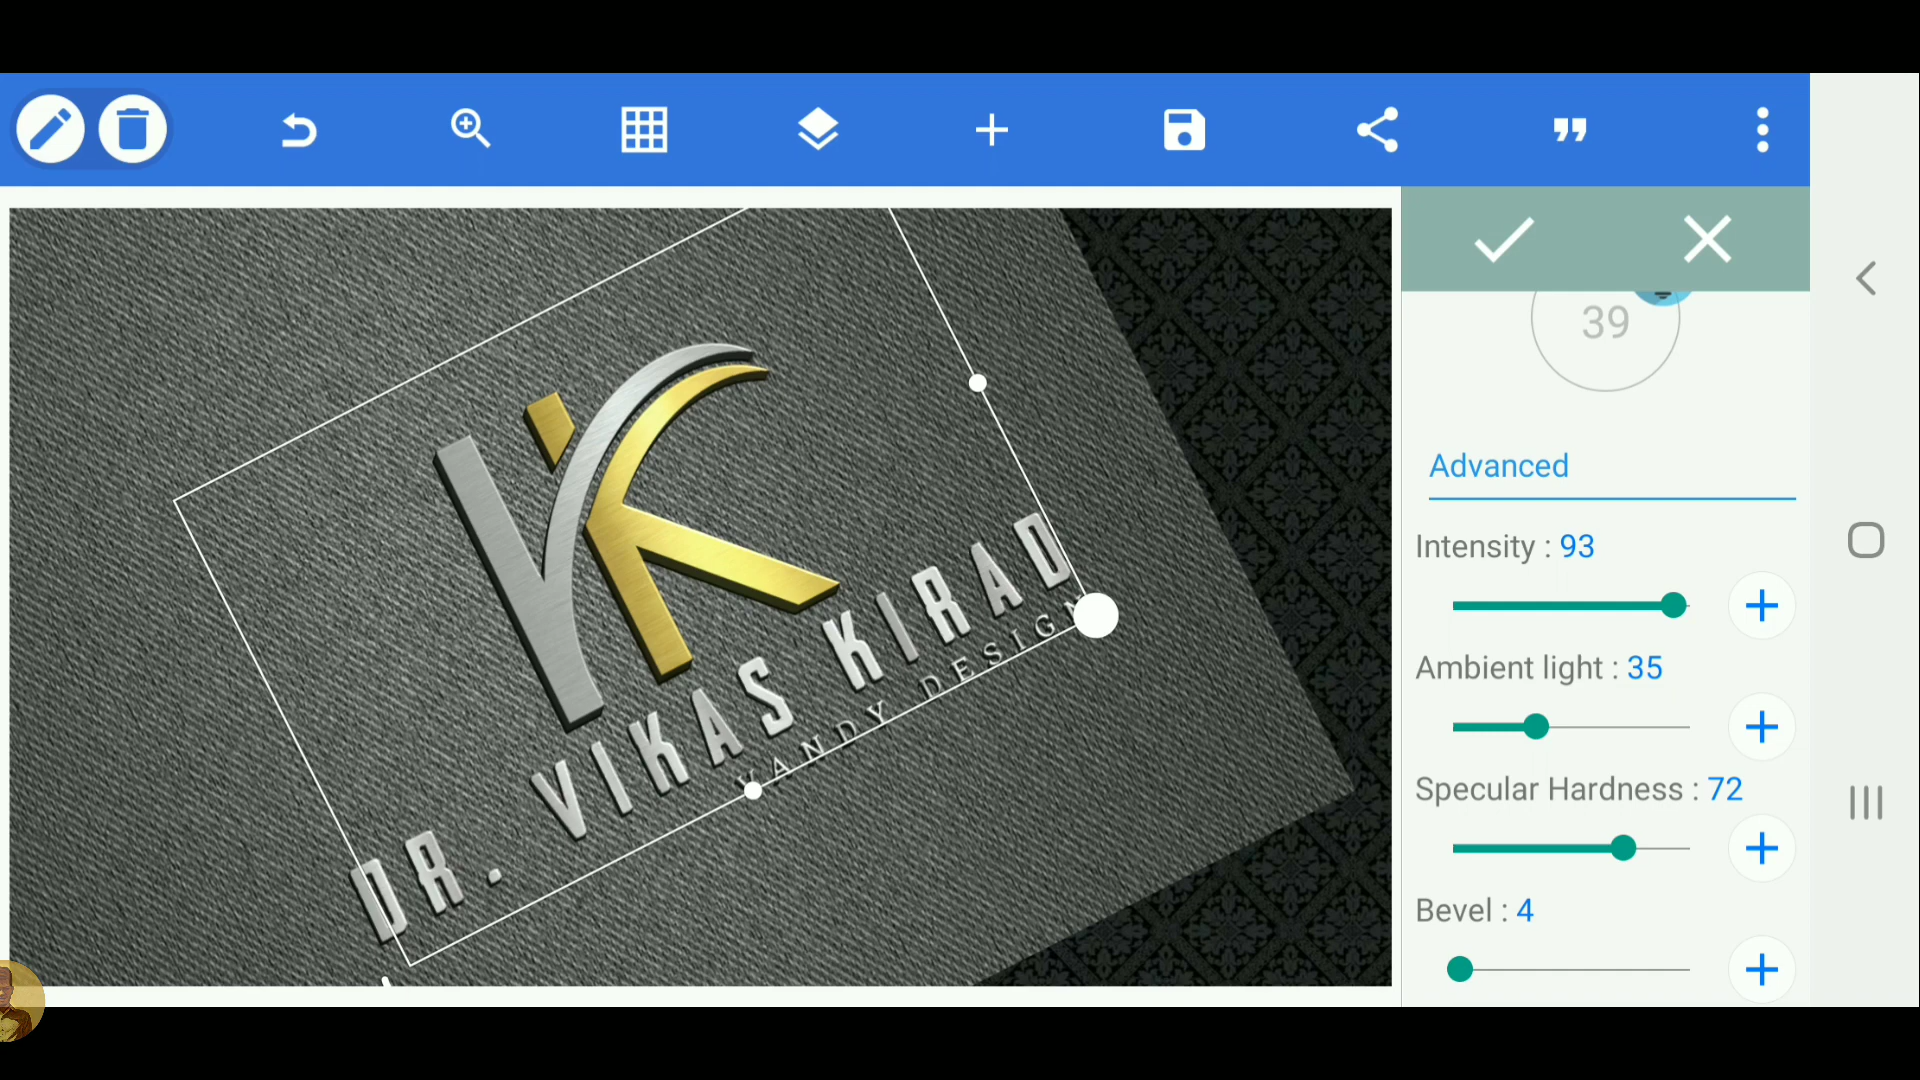 39
Advanced
Intensity : 93
Ambient light : 35
Specular Hardness : 72
Bevel : 4
DR. VIKAS KIRAD
VANDY DESIGN